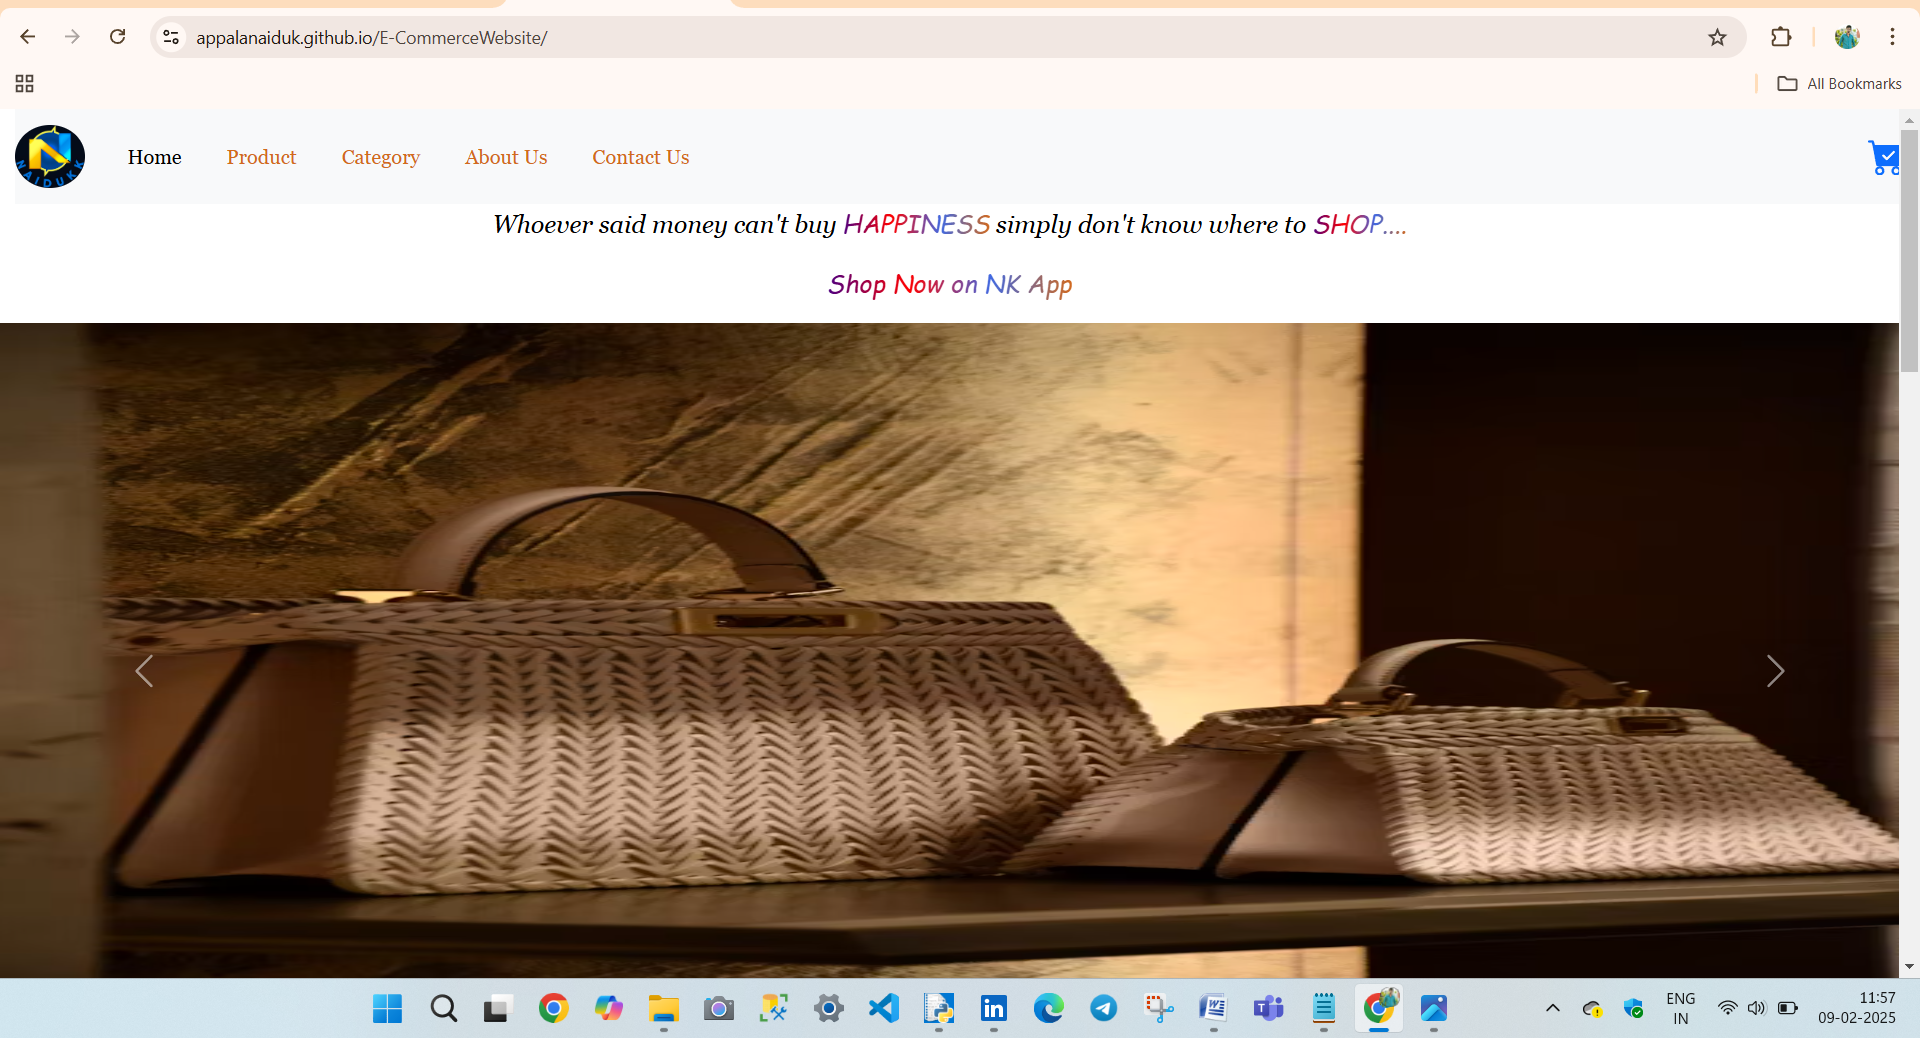 appalanaiduk.github.io/E-CommerceWebsite/
All Bookmarks
NAIDUKK
Home Product Category About Us Contact Us
Whoever said money can't buy HAPPINESS simply don't know where to SHOP....
Shop Now on NK App
ENG
IN
11:57
09-02-2025